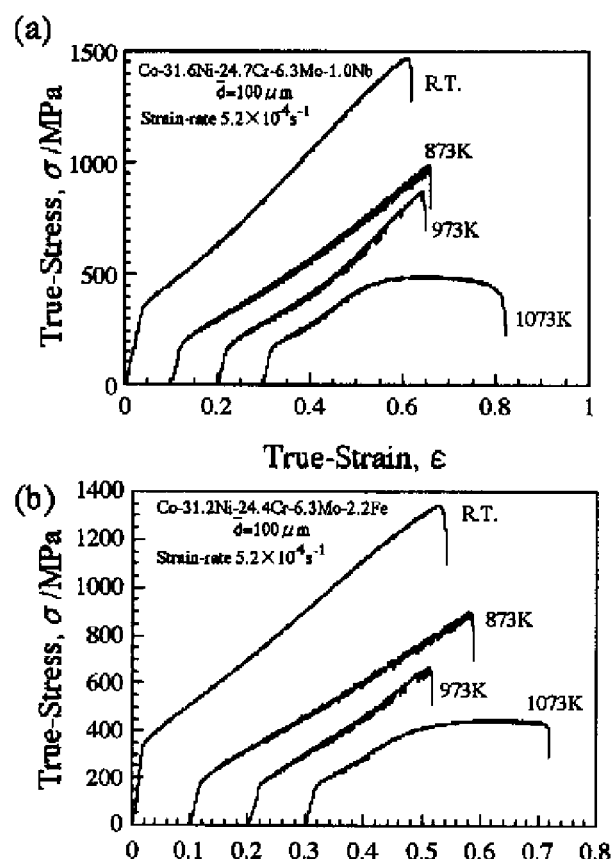 (a)
1500
1000
500
0
True-Stress, σ/MPa
Co-31.6Ni-24.7Cr-6.3Mo-1.0Nb
d̄=100μm
Strain-rate 5.2×10⁻⁴s⁻¹
R.T.
873K
973K
1073K
0 0.2 0.4 0.6 0.8 1
True-Strain, ε
(b)
1400
1200
1000
800
600
400
200
0
True-Stress, σ/MPa
Co-31.2Ni-24.4Cr-6.3Mo-2.2Fe
d̄=100μm
Strain-rate 5.2×10⁻⁴s⁻¹
R.T.
873K
973K
1073K
0 0.1 0.2 0.3 0.4 0.5 0.6 0.7 0.8